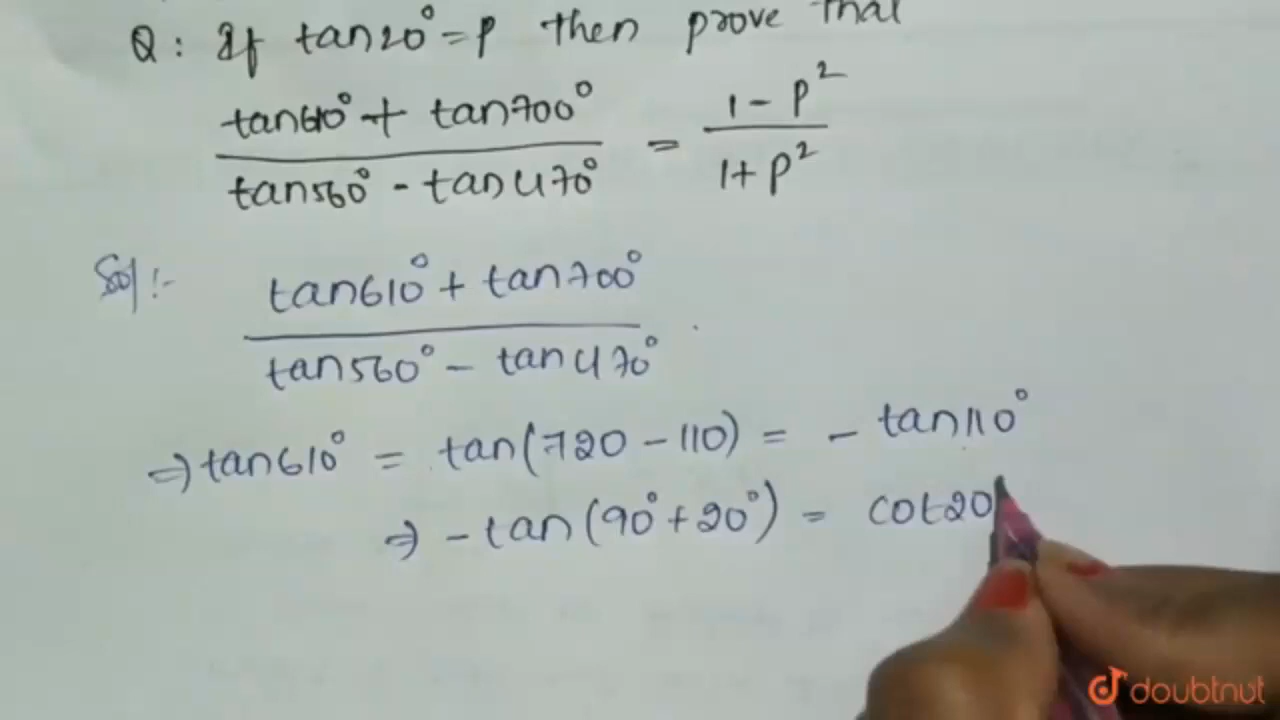 Q: If tan20° = p then prove that
tan610° + tan700° / tan560° - tan470° = 1 - p² / 1 + p²
Sol :-
tan610° + tan700°
tan560° - tan470°
⇒ tan610° = tan(720 - 110) = - tan110°
⇒ - tan(90° + 20°) = cot20
doubtnut